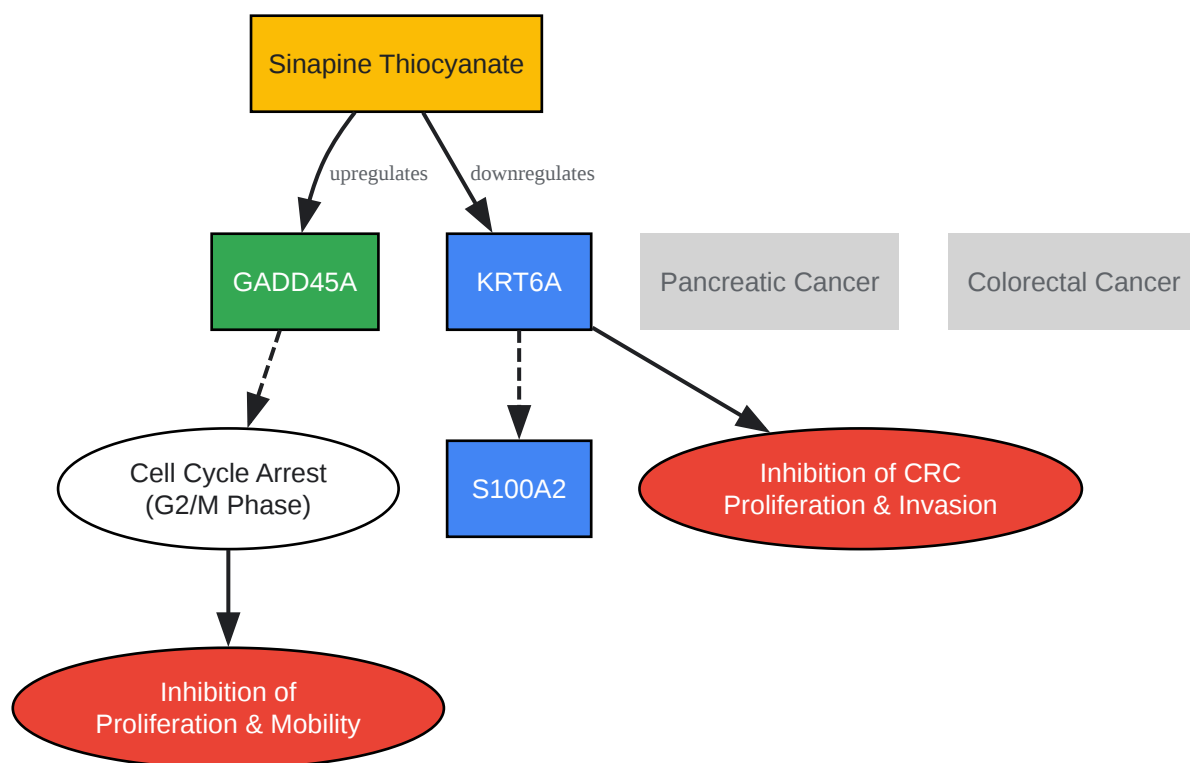 Sinapine Thiocyanate
upregulates
downregulates
GADD45A
KRT6A
Pancreatic Cancer
Colorectal Cancer
Cell Cycle Arrest
(G2/M Phase)
S100A2
Inhibition of CRC
Proliferation & Invasion
Inhibition of
Proliferation & Mobility